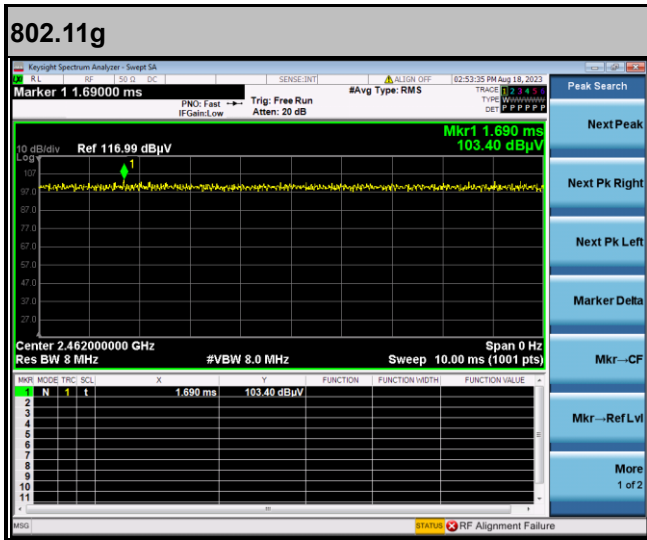 802.11g
Keysight Spectrum Analyzer - Swept SA
RL RF 50 Ω DC SENSE:INT ALIGN OFF 02:53:35 PM Aug 18, 2023
Marker 1 1.69000 ms #Avg Type: RMS TRACE 1 2 3 4 5 6
PNO: Fast Trig: Free Run TYPE WWWWWW
IFGain:Low Atten: 20 dB DET P P P P P P
Peak Search
Mkr1 1.690 ms
10 dB/div Ref 116.99 dBµV 103.40 dBµV
Log
1
107
97.0
87.0
77.0
67.0
57.0
47.0
37.0
27.0
Center 2.462000000 GHz Span 0 Hz
Res BW 8 MHz #VBW 8.0 MHz Sweep 10.00 ms (1001 pts)
MKR MODE TRC SCL X Y FUNCTION FUNCTION WIDTH FUNCTION VALUE
1 N 1 t 1.690 ms 103.40 dBµV
2
3
4
5
6
7
8
9
10
11
Next Peak
Next Pk Right
Next Pk Left
Marker Delta
Mkr→CF
Mkr→Ref Lvl
More
1 of 2
MSG STATUS RF Alignment Failure